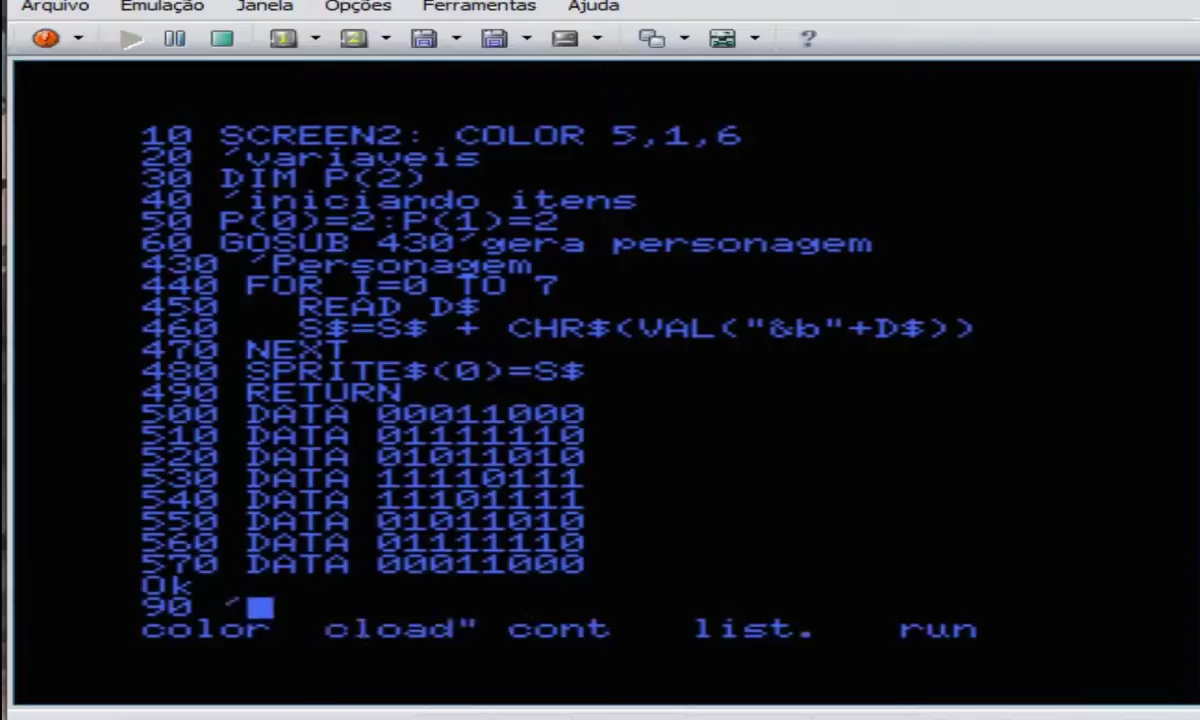 Arquivo Emulação Janela Opções Ferramentas Ajuda
10 SCREEN2: COLOR 5,1,6
20 'variaveis
30 DIM P(2)
40 'iniciando itens
50 P(0)=2:P(1)=2
60 GOSUB 430'gera personagem
430 'Personagem
440 FOR I=0 TO 7
450    READ D$
460    S$=S$ + CHR$(VAL("&b"+D$))
470 NEXT
480 SPRITE$(0)=S$
490 RETURN
500 DATA 00011000
510 DATA 01111110
520 DATA 01011010
530 DATA 11110111
540 DATA 11101111
550 DATA 01011010
560 DATA 01111110
570 DATA 00011000
Ok
90 '
color cload" cont list. run